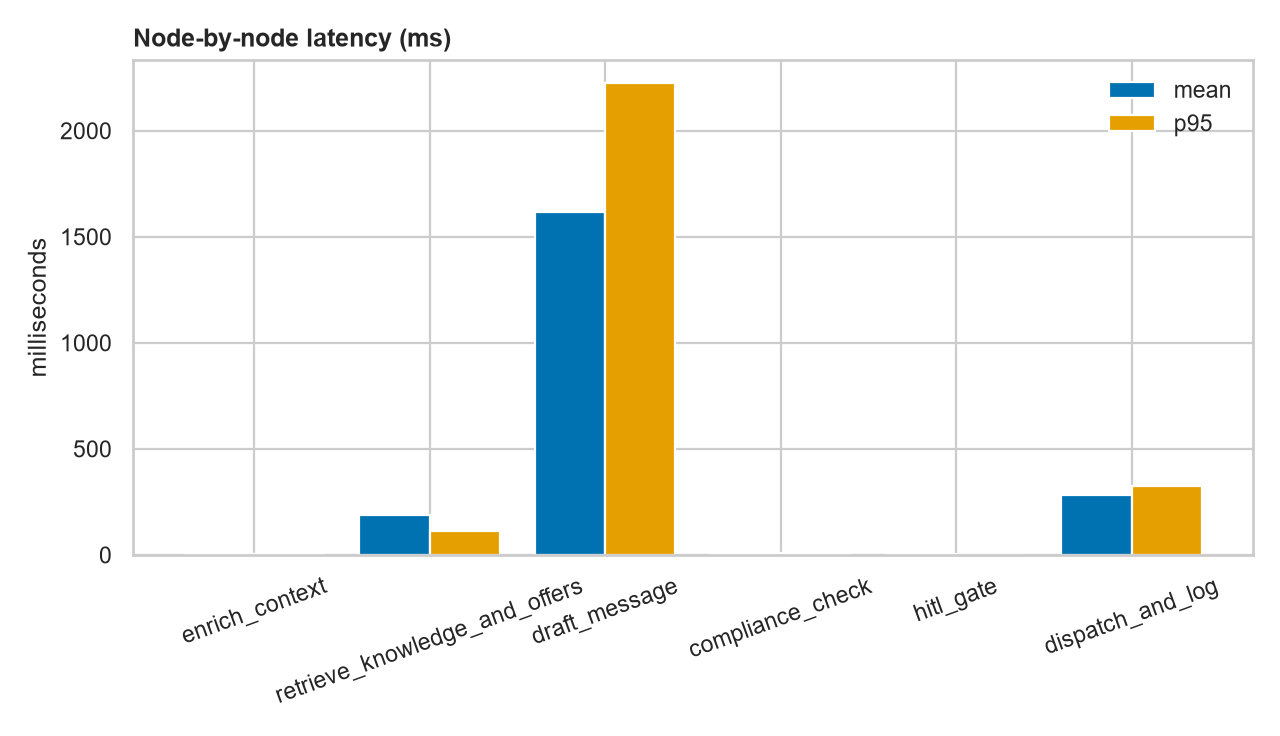 Node-by-node latency (ms)
mean
p95
milliseconds
2000
1500
1000
500
0
enrich_context
retrieve_knowledge_and_offers
draft_message
compliance_check
hitl_gate
dispatch_and_log